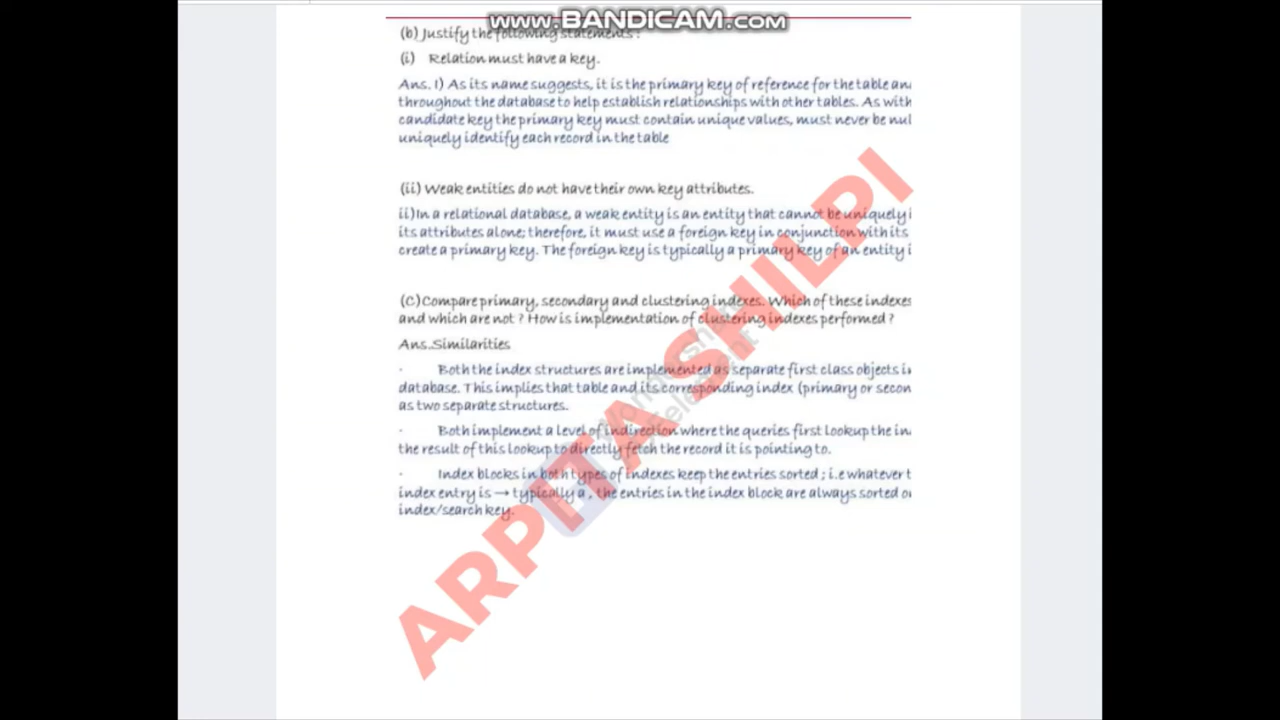 www.BANDICAM.com
(b) Justify the following statements :
(i) Relation must have a key.
Ans. 1) As its name suggests, it is the primary key of reference for the table an
throughout the database to help establish relationships with other tables. As with
candidate key the primary key must contain unique values, must never be nul
uniquely identify each record in the table
(ii) Weak entities do not have their own key attributes.
ii) In a relational database, a weak entity is an entity that cannot be uniquely i
its attributes alone; therefore, it must use a foreign key in conjunction with its
create a primary key. The foreign key is typically a primary key of an entity i
(C) Compare primary, secondary and clustering indexes. Which of these indexes
and which are not ? How is implementation of clustering indexes performed ?
Ans..Similarities
· Both the index structures are implemented as separate first class objects i
database. This implies that table and its corresponding index (primary or secon
as two separate structures.
· Both implement a level of indirection where the queries first lookup the in
the result of this lookup to directly fetch the record it is pointing to.
· Index blocks in both types of indexes keep the entries sorted ; i.e whatever t
index entry is → typically a , the entries in the index block are always sorted o
index/search key.
ARPITA SHILPI